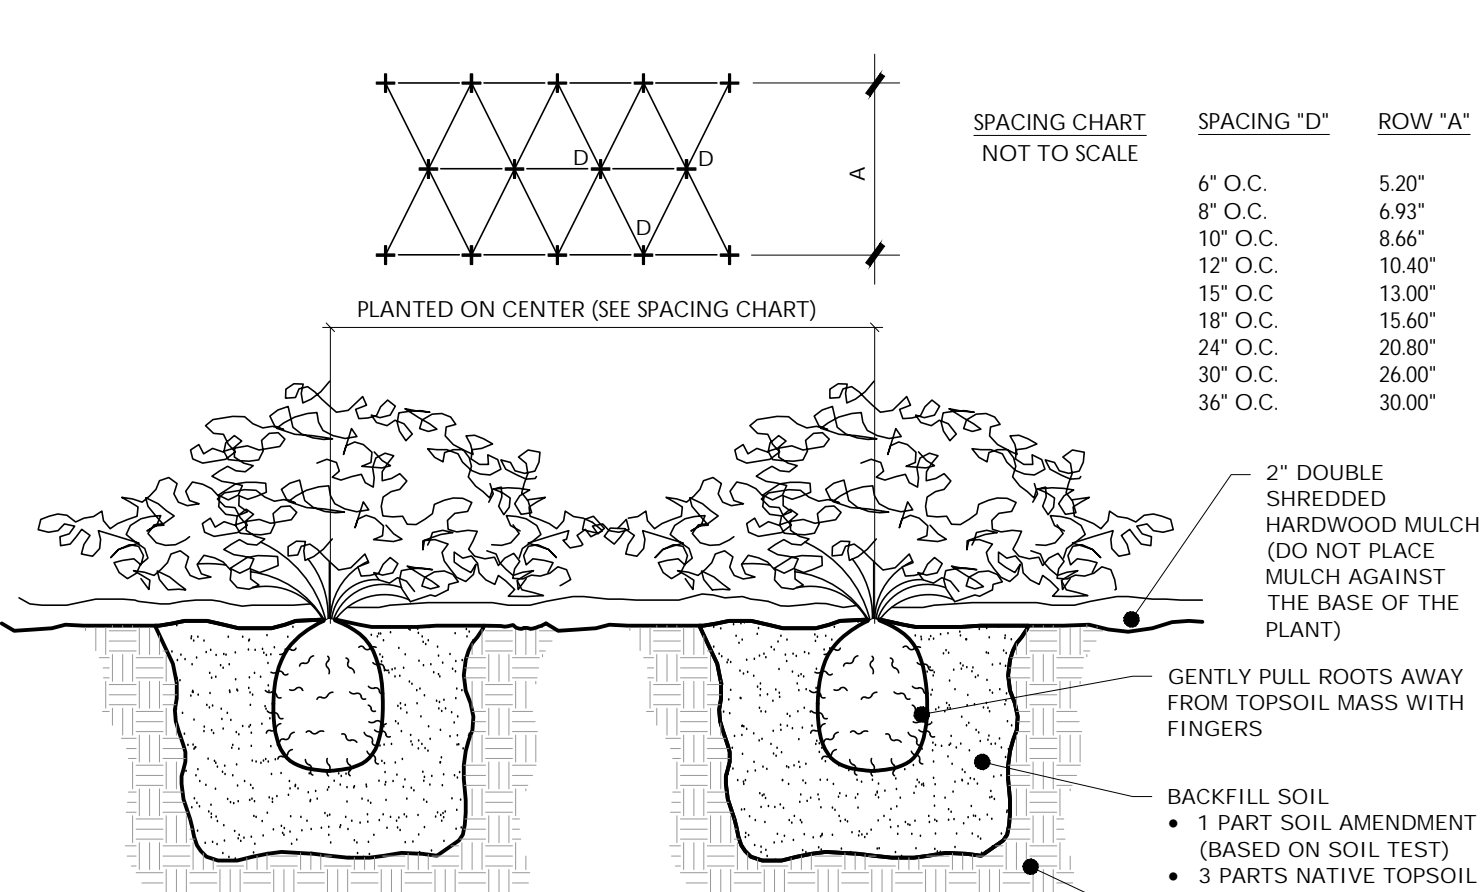 SPACING CHART
NOT TO SCALE
SPACING "D" ROW "A"
6" O.C. 5.20"
8" O.C. 6.93"
10" O.C. 8.66"
12" O.C. 10.40"
15" O.C 13.00"
18" O.C. 15.60"
24" O.C. 20.80"
30" O.C. 26.00"
36" O.C. 30.00"
D D
D
A
PLANTED ON CENTER (SEE SPACING CHART)
2" DOUBLE
SHREDDED
HARDWOOD MULCH
(DO NOT PLACE
MULCH AGAINST
THE BASE OF THE
PLANT)
GENTLY PULL ROOTS AWAY
FROM TOPSOIL MASS WITH
FINGERS
BACKFILL SOIL
• 1 PART SOIL AMENDMENT
(BASED ON SOIL TEST)
• 3 PARTS NATIVE TOPSOIL